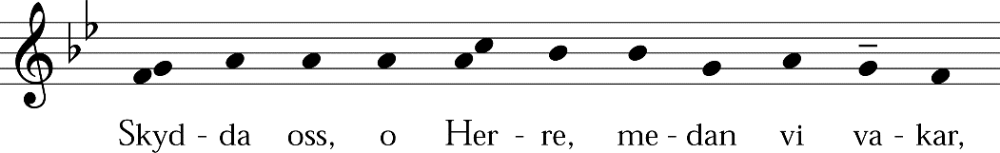 Skyd - da oss, o Her - re, me - dan vi va - kar,